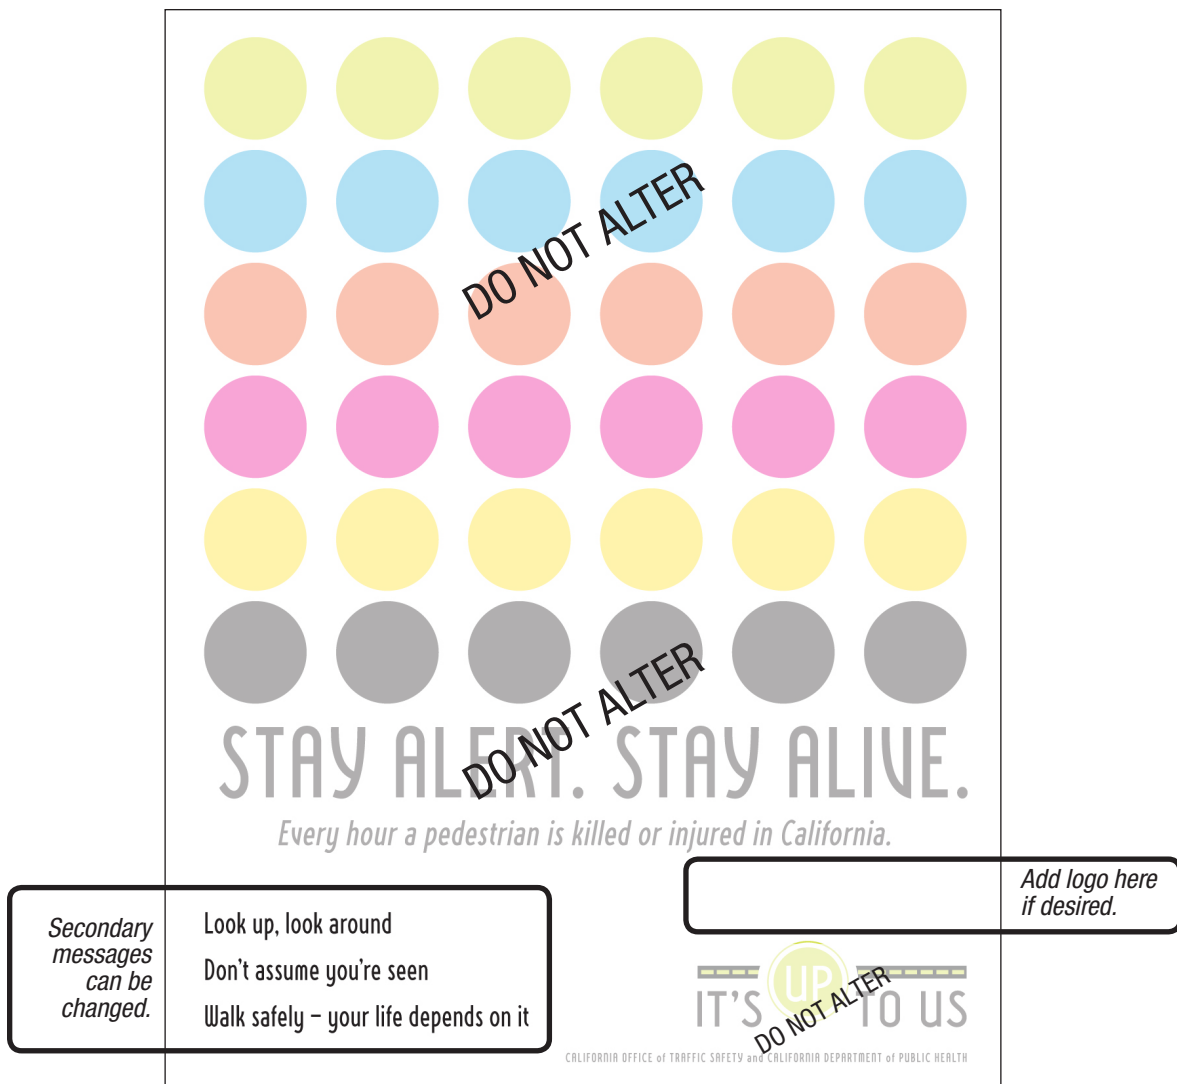 DO NOT ALTER
DO NOT ALTER
STAY ALERT. STAY ALIVE.
Every hour a pedestrian is killed or injured in California.
Add logo here
if desired.
Secondary
messages
can be
changed.
Look up, look around
Don't assume you're seen
Walk safely – your life depends on it
IT'S UP TO US
DO NOT ALTER
CALIFORNIA OFFICE of TRAFFIC SAFETY and CALIFORNIA DEPARTMENT of PUBLIC HEALTH